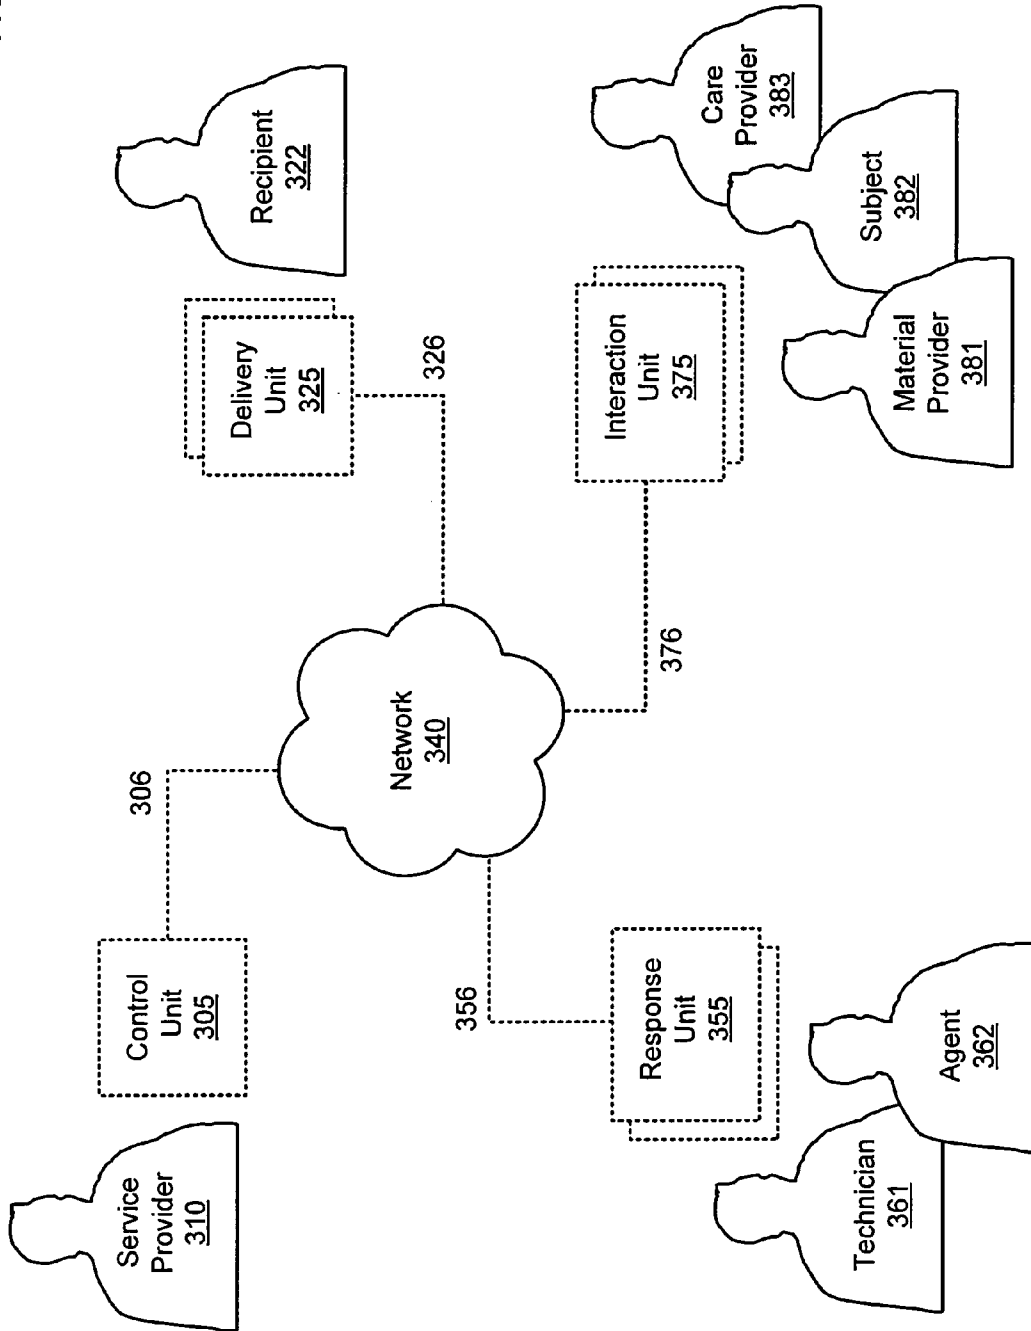 Service
Provider
310
Control
Unit
305
306
Delivery
Unit
325
326
Recipient
322
Network
340
356
376
Response
Unit
355
Interaction
Unit
375
Technician
361
Agent
362
Material
Provider
381
Subject
382
Care
Provider
383